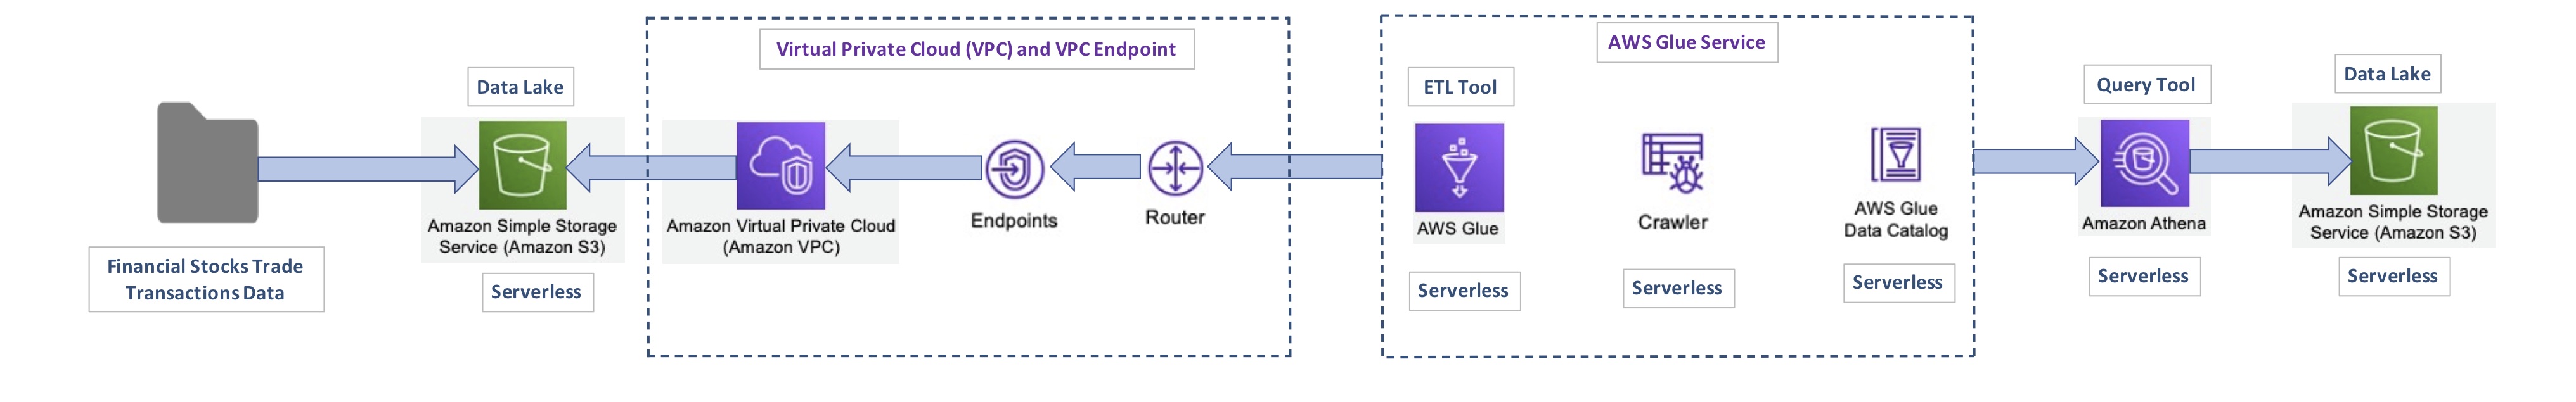 Financial Stocks Trade
Transactions Data
Data Lake
Amazon Simple Storage
Service (Amazon S3)
Serverless
Virtual Private Cloud (VPC) and VPC Endpoint
Amazon Virtual Private Cloud
(Amazon VPC)
Endpoints
Router
AWS Glue Service
ETL Tool
AWS Glue
Serverless
Crawler
Serverless
AWS Glue
Data Catalog
Serverless
Query Tool
Amazon Athena
Serverless
Data Lake
Amazon Simple Storage
Service (Amazon S3)
Serverless